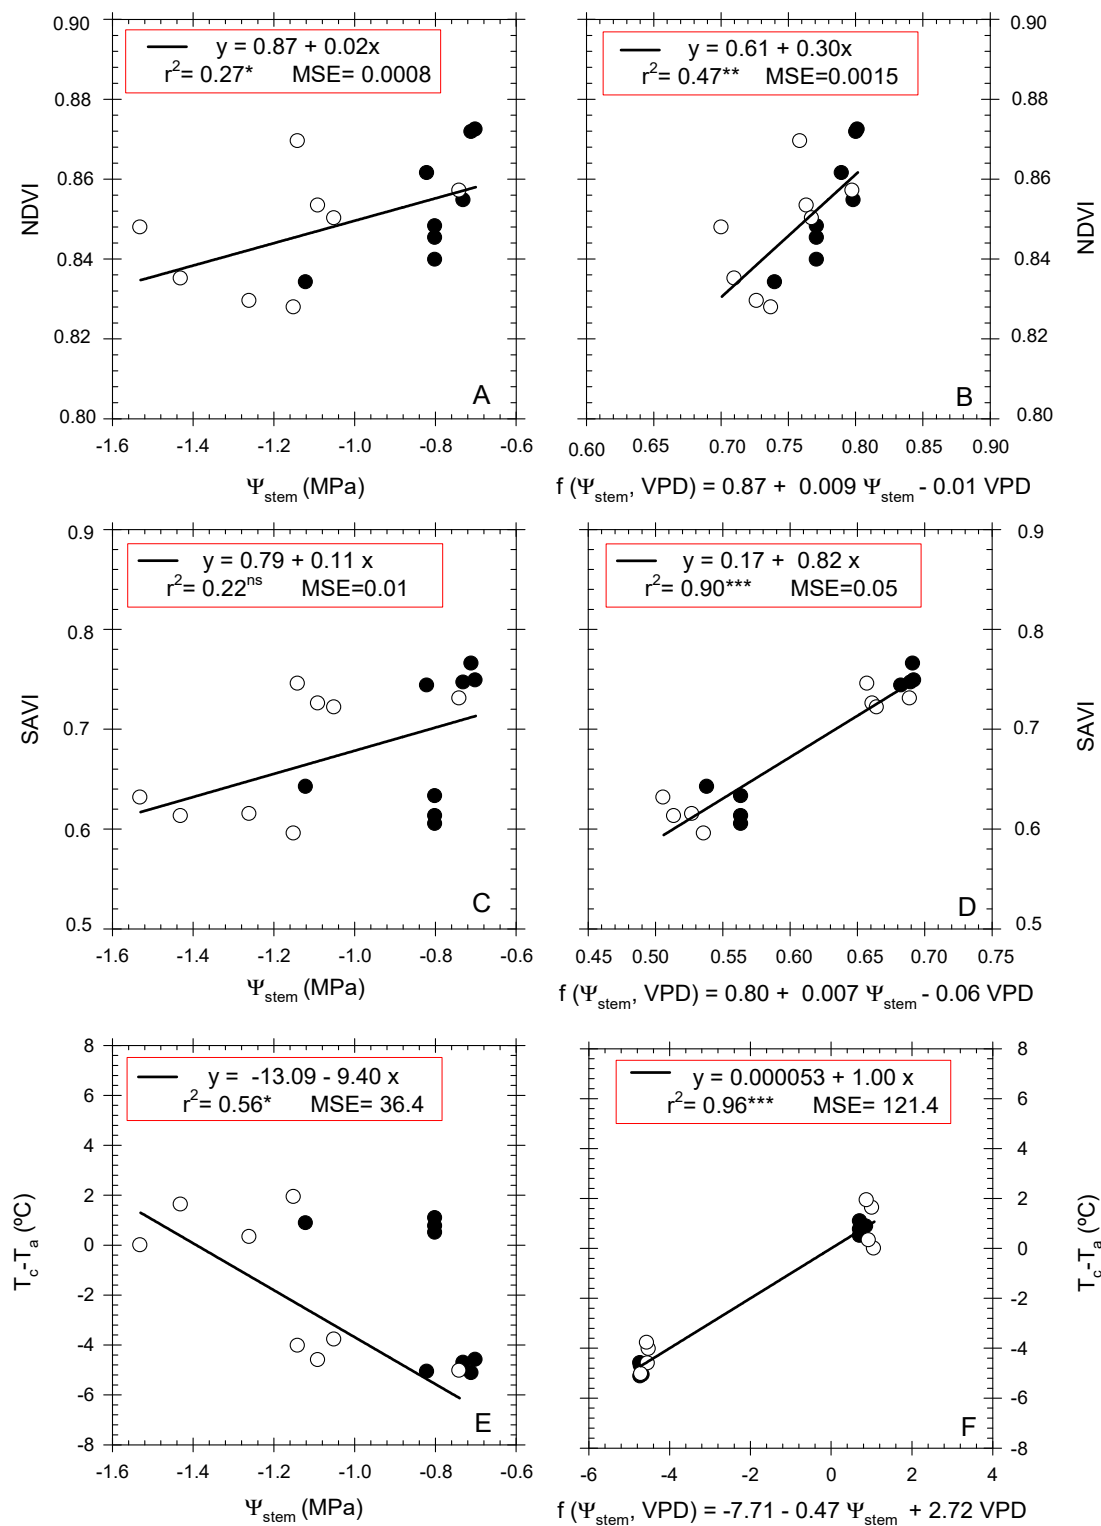 y = 0.87 + 0.02x
r²= 0.27* MSE= 0.0008
0.90
0.88
0.86
0.84
0.82
0.80
NDVI
A
-1.6 -1.4 -1.2 -1.0 -0.8 -0.6
Ψstem (MPa)
y = 0.61 + 0.30x
r²= 0.47** MSE=0.0015
0.90
0.88
0.86
0.84
0.82
0.80
NDVI
B
0.60 0.65 0.70 0.75 0.80 0.85 0.90
f (Ψstem, VPD) = 0.87 + 0.009 Ψstem - 0.01 VPD
y = 0.79 + 0.11 x
r²= 0.22ns MSE=0.01
0.9
0.8
0.7
0.6
0.5
SAVI
C
-1.6 -1.4 -1.2 -1.0 -0.8 -0.6
Ψstem (MPa)
y = 0.17 + 0.82 x
r²= 0.90*** MSE=0.05
0.9
0.8
0.7
0.6
0.5
SAVI
D
0.45 0.50 0.55 0.60 0.65 0.70 0.75
f (Ψstem, VPD) = 0.80 + 0.007 Ψstem - 0.06 VPD
y = -13.09 - 9.40 x
r²= 0.56* MSE= 36.4
8
6
4
2
0
-2
-4
-6
-8
Tc-Ta (ºC)
E
-1.6 -1.4 -1.2 -1.0 -0.8 -0.6
Ψstem (MPa)
y = 0.000053 + 1.00 x
r²= 0.96*** MSE= 121.4
8
6
4
2
0
-2
-4
-6
-8
Tc-Ta (ºC)
F
-6 -4 -2 0 2 4
f (Ψstem, VPD) = -7.71 - 0.47 Ψstem + 2.72 VPD